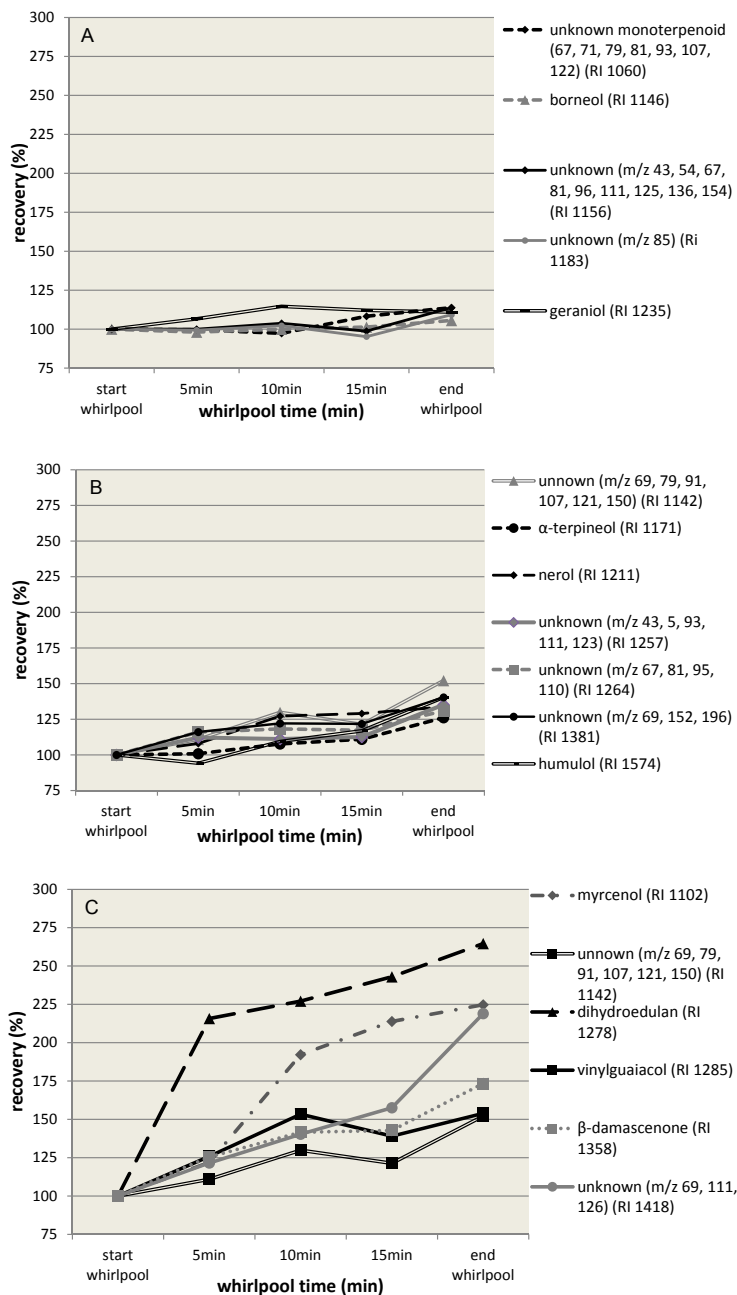 A
300
275
250
225
200
175
150
125
100
75
recovery (%)
start
whirlpool
5min
10min
15min
end
whirlpool
whirlpool time (min)
unknown monoterpenoid
(67, 71, 79, 81, 93, 107,
122) (RI 1060)
borneol (RI 1146)
unknown (m/z 43, 54, 67,
81, 96, 111, 125, 136, 154)
(RI 1156)
unknown (m/z 85) (Ri
1183)
geraniol (RI 1235)
B
300
275
250
225
200
175
150
125
100
75
recovery (%)
start
whirlpool
5min
10min
15min
end
whirlpool
whirlpool time (min)
unnown (m/z 69, 79, 91,
107, 121, 150) (RI 1142)
α-terpineol (RI 1171)
nerol (RI 1211)
unknown (m/z 43, 5, 93,
111, 123) (RI 1257)
unknown (m/z 67, 81, 95,
110) (RI 1264)
unknown (m/z 69, 152, 196)
(RI 1381)
humulol (RI 1574)
C
300
275
250
225
200
175
150
125
100
75
recovery (%)
start
whirlpool
5min
10min
15min
end
whirlpool
whirlpool time (min)
myrcenol (RI 1102)
unnown (m/z 69, 79,
91, 107, 121, 150) (RI
1142)
dihydroedulan (RI
1278)
vinylguaiacol (RI 1285)
β-damascenone (RI
1358)
unknown (m/z 69, 111,
126) (RI 1418)